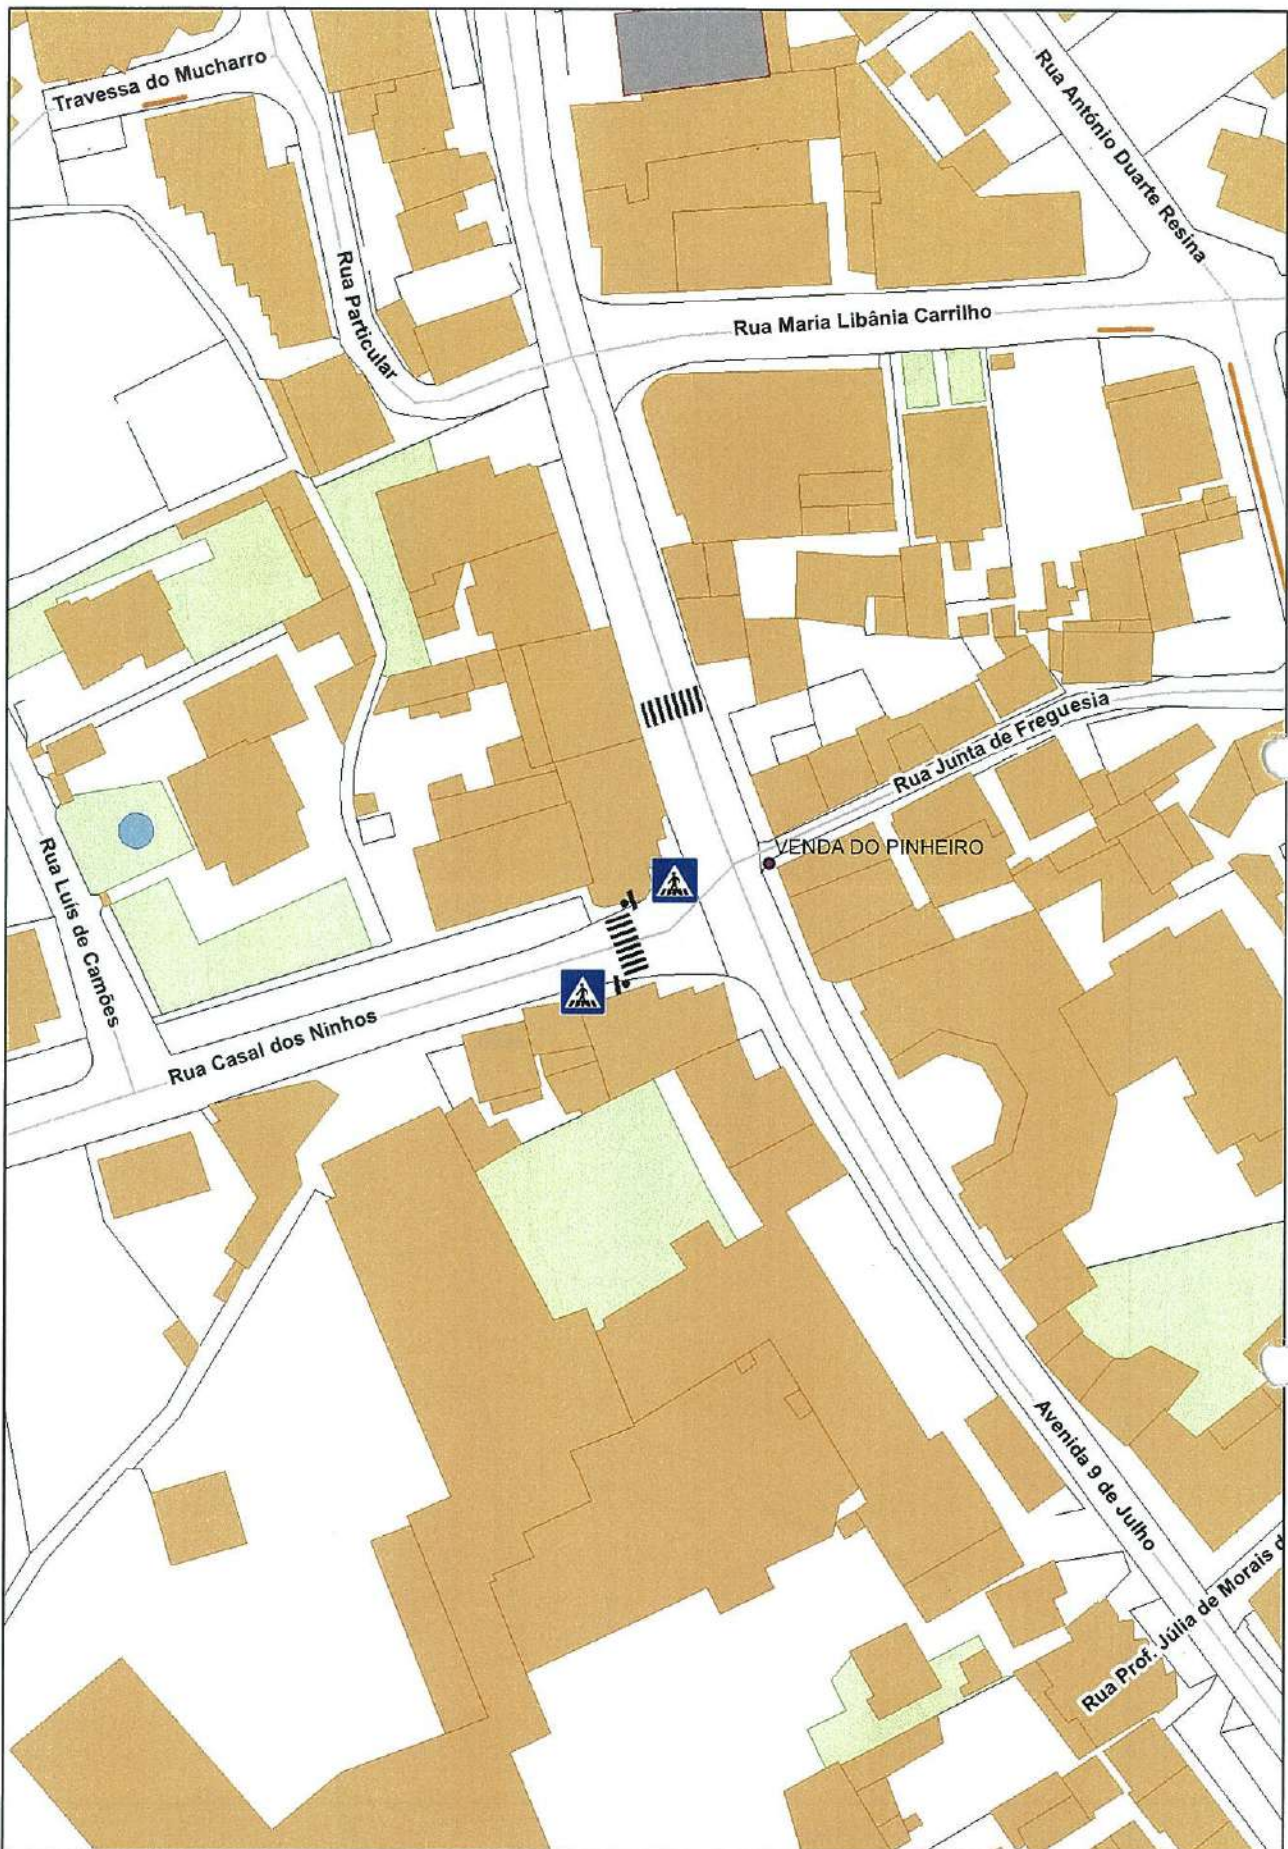 Travessa do Mucharro
Rua António Duarte Resina
Rua Particular
Rua Maria Libânia Carrilho
Rua Junta de Freguesia
VENDA DO PINHEIRO
Rua Luís de Camões
Rua Casal dos Ninhos
Avenida 9 de Julho
Rua Prof. Júlia de Morais